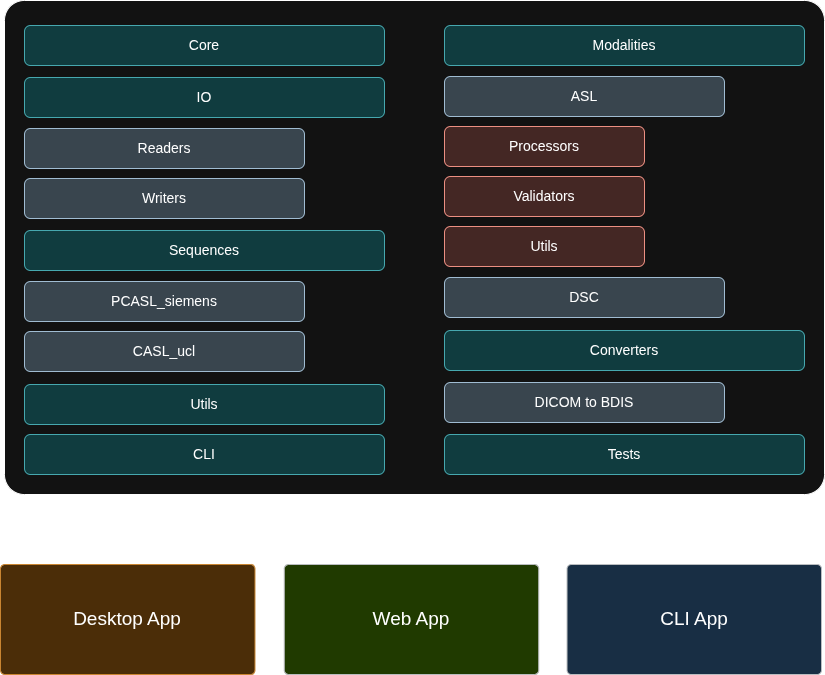 Core
IO
Readers
Writers
Sequences
PCASL_siemens
CASL_ucl
Utils
CLI
Modalities
ASL
Processors
Validators
Utils
DSC
Converters
DICOM to BDIS
Tests
Desktop App
Web App
CLI App